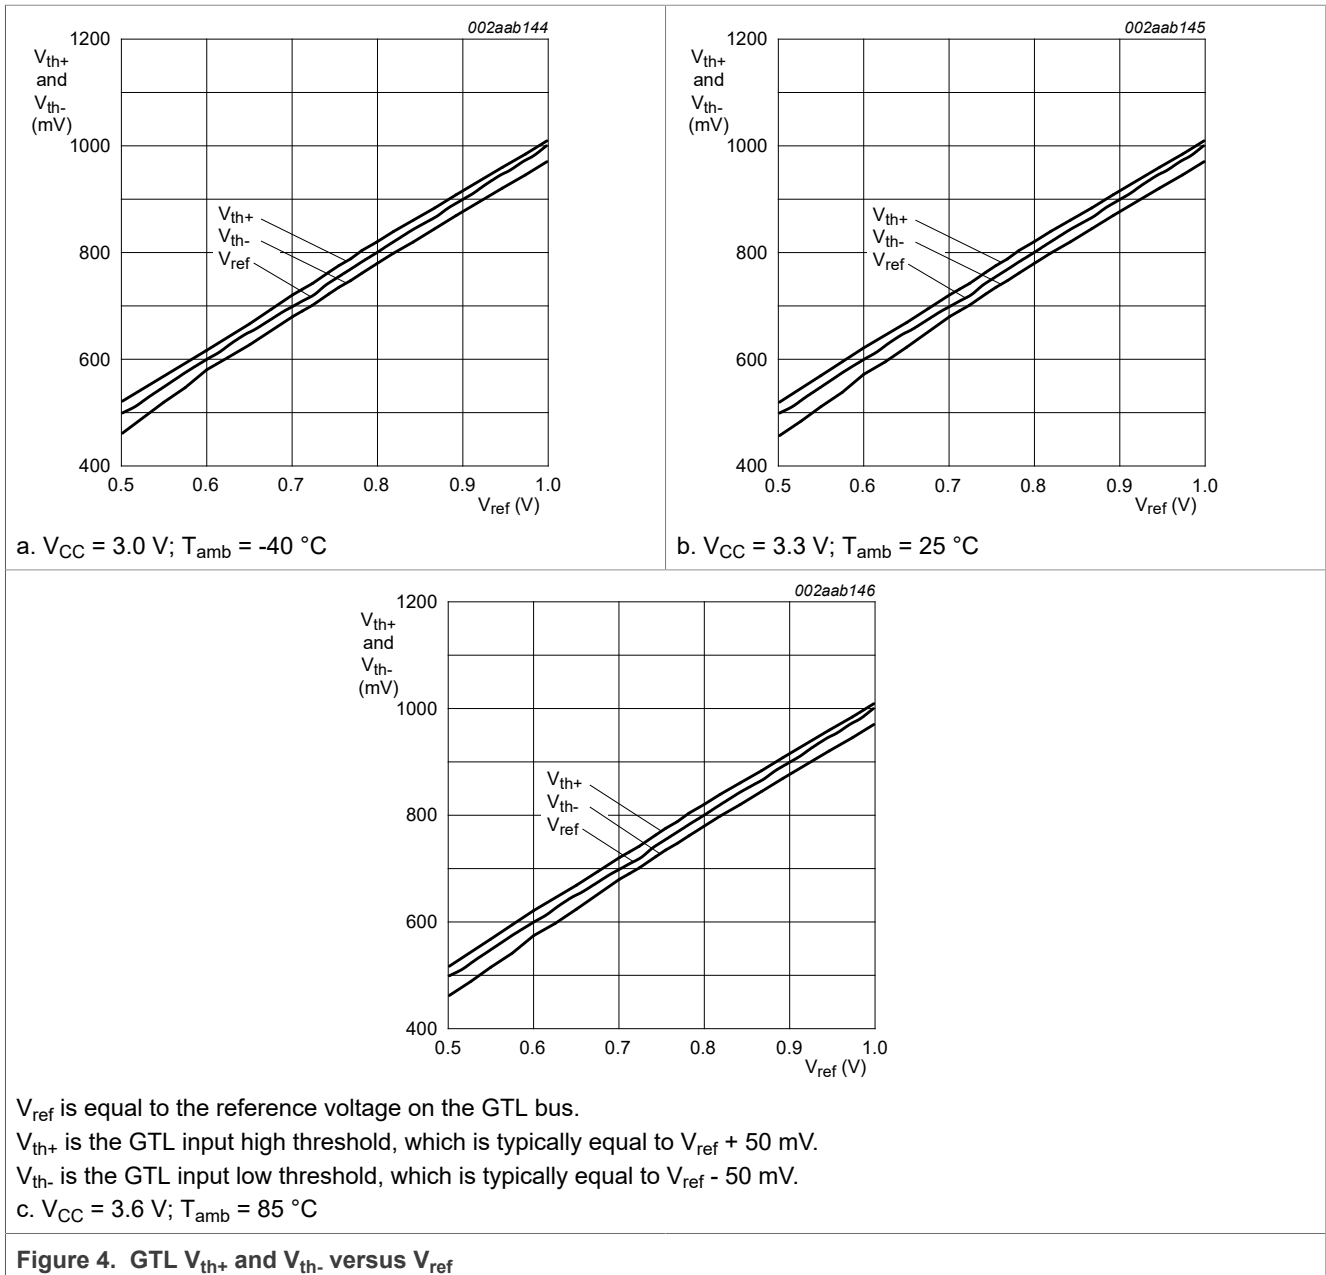 002aab144
1200
Vth+
and
Vth-
(mV)
1000
Vth+
Vth-
800
Vref
600
400
0.5 0.6 0.7 0.8 0.9 1.0
Vref (V)
a. VCC = 3.0 V; Tamb = -40 °C
002aab145
1200
Vth+
and
Vth-
(mV)
1000
Vth+
Vth-
800
Vref
600
400
0.5 0.6 0.7 0.8 0.9 1.0
Vref (V)
b. VCC = 3.3 V; Tamb = 25 °C
002aab146
1200
Vth+
and
Vth-
(mV)
1000
Vth+
Vth-
800
Vref
600
400
0.5 0.6 0.7 0.8 0.9 1.0
Vref (V)
Vref is equal to the reference voltage on the GTL bus.
Vth+ is the GTL input high threshold, which is typically equal to Vref + 50 mV.
Vth- is the GTL input low threshold, which is typically equal to Vref - 50 mV.
c. VCC = 3.6 V; Tamb = 85 °C
Figure 4. GTL Vth+ and Vth- versus Vref